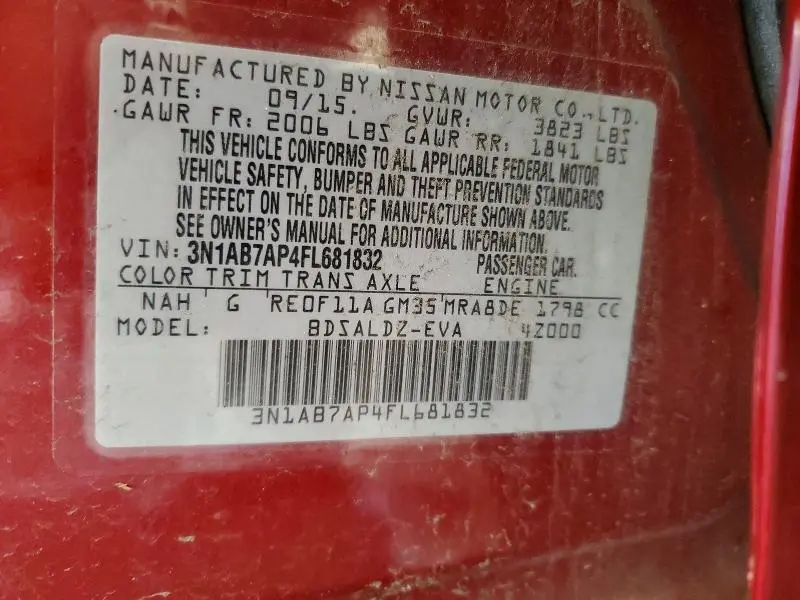 MANUFACTURED BY NISSAN MOTOR CO., LTD.
DATE: 09/15. GVWR: 3823 LBS
GAWR FR: 2006 LBS GAWR RR: 1841 LBS
THIS VEHICLE CONFORMS TO ALL APPLICABLE FEDERAL MOTOR
VEHICLE SAFETY, BUMPER AND THEFT PREVENTION STANDARDS
IN EFFECT ON THE DATE OF MANUFACTURE SHOWN ABOVE.
SEE OWNER'S MANUAL FOR ADDITIONAL INFORMATION.
VIN: 3N1AB7AP4FL681832 PASSENGER CAR.
COLOR TRIM TRANS AXLE ENGINE
NAH G RE0F11A GM35 MRA8DE 1798 CC
MODEL: BDSALDZ-EVA 4Z000
3N1AB7AP4FL681832